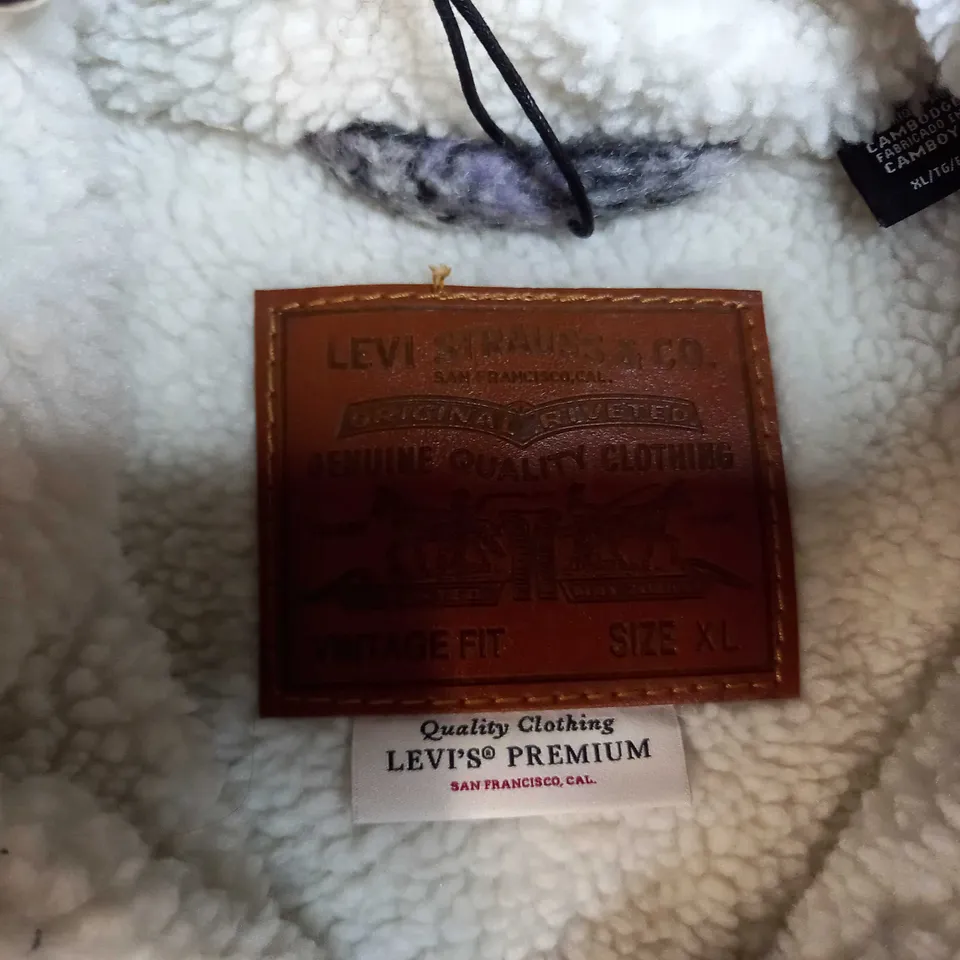 CAMBODGE
FABRICADO EN
CAMBOY
XL/TG/E
LEVI STRAUSS & CO.
SAN FRANCISCO, CAL.
ORIGINAL RIVETED
GENUINE QUALITY CLOTHING
VINTAGE FIT SIZE XL
Quality Clothing
LEVI'S® PREMIUM
SAN FRANCISCO, CAL.